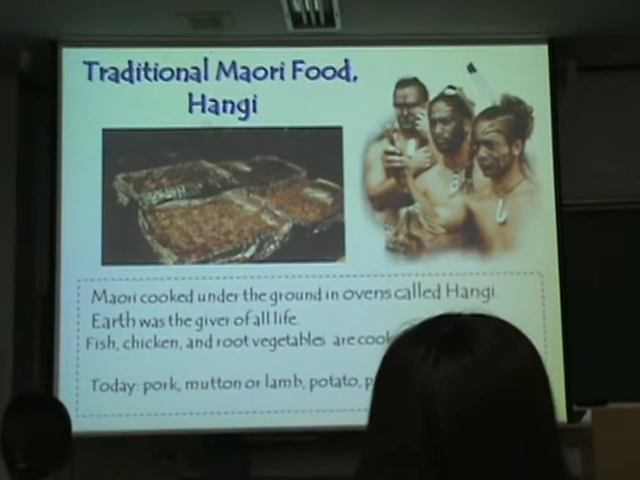 Traditional Maori Food,
Hangi
Maori cooked under the ground in ovens called Hangi.
Earth was the giver of all life.
Fish, chicken, and root vegetables are
Today: pork, mutton or lamb, potato,